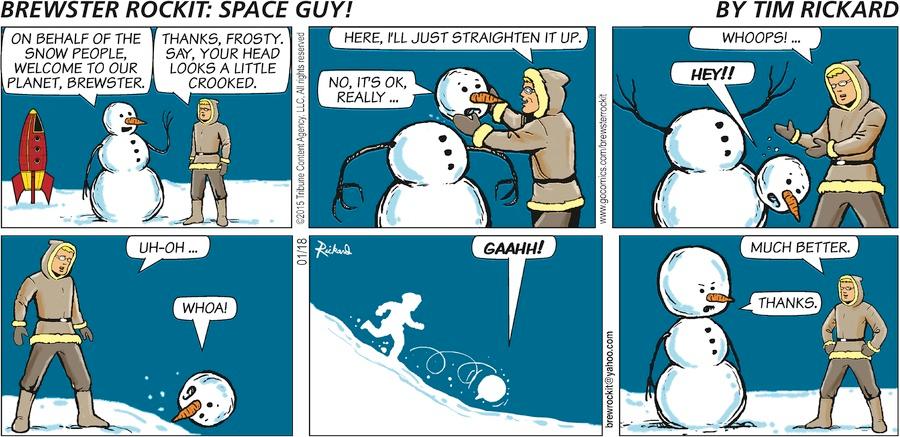 BREWSTER ROCKIT: SPACE GUY!
BY TIM RICKARD
ON BEHALF OF THE
SNOW PEOPLE,
WELCOME TO OUR
PLANET, BREWSTER.
THANKS, FROSTY.
SAY, YOUR HEAD
LOOKS A LITTLE
CROOKED.
©2015 Tribune Content Agency, LLC, All rights reserved
HERE, I'LL JUST STRAIGHTEN IT UP.
NO, IT'S OK,
REALLY ...
www.gocomics.com/brewsterrockit
WHOOPS! ...
HEY!!
UH-OH ...
WHOA!
01/18
Rickard
GAAHH!
brewrockit@yahoo.com
MUCH BETTER.
THANKS.